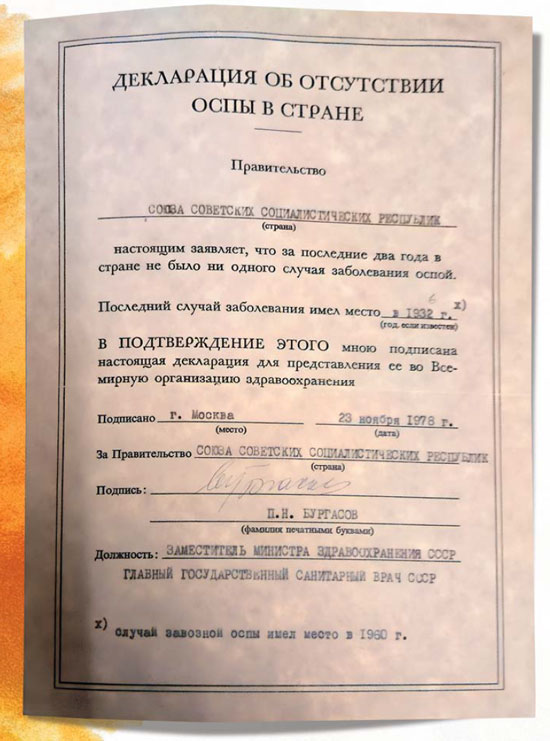 ДЕКЛАРАЦИЯ ОБ ОТСУТСТВИИ
ОСПЫ В СТРАНЕ
Правительство
СОЮЗА СОВЕТСКИХ СОЦИАЛИСТИЧЕСКИХ РЕСПУБЛИК
(страна)
настоящим заявляет, что за последние два года в
стране не было ни одного случая заболевания оспой.
Последний случай заболевания имел место в 1932 г. 6 х)
(год, если известен)
В ПОДТВЕРЖДЕНИЕ ЭТОГО мною подписана
настоящая декларация для представления ее во Все-
мирную организацию здравоохранения
Подписано г. Москва 23 ноября 1978 г.
(место) (дата)
За Правительство СОЮЗА СОВЕТСКИХ СОЦИАЛИСТИЧЕСКИХ РЕСПУБЛИК
(страна)
Подпись:
П.Н. БУРГАСОВ
(фамилия печатными буквами)
Должность: ЗАМЕСТИТЕЛЬ МИНИСТРА ЗДРАВООХРАНЕНИЯ СССР
ГЛАВНЫЙ ГОСУДАРСТВЕННЫЙ САНИТАРНЫЙ ВРАЧ СССР
х) случай завозной оспы имел место в 1960 г.